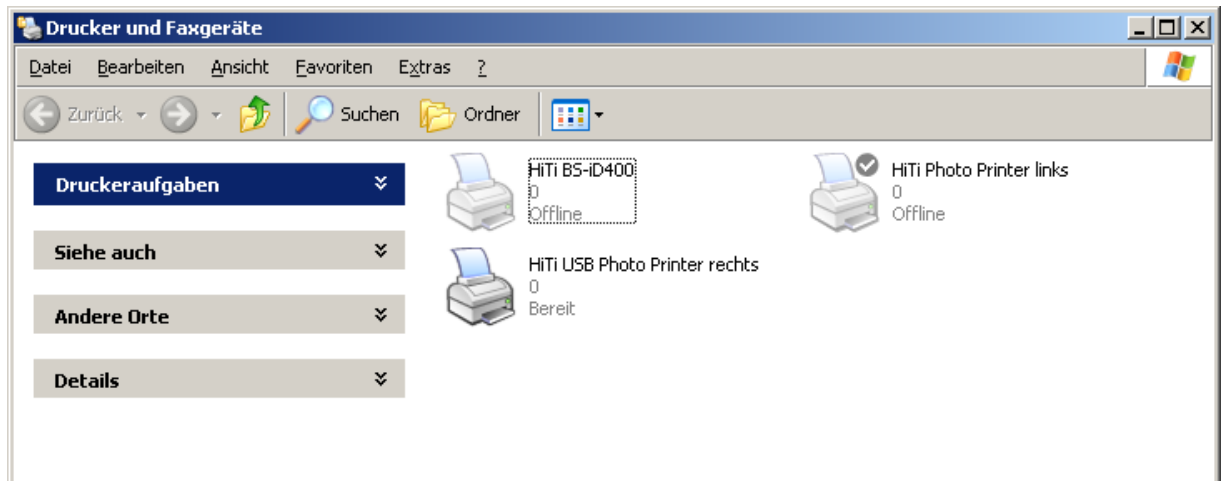 Drucker und Faxgeräte
Datei Bearbeiten Ansicht Favoriten Extras ?
Zurück Suchen Ordner
Druckeraufgaben
Siehe auch
Andere Orte
Details
HiTi BS-iD400
0
Offline
HiTi Photo Printer links
0
Offline
HiTi USB Photo Printer rechts
0
Bereit